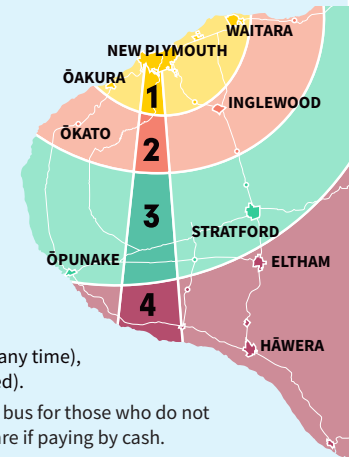 WAITARA
NEW PLYMOUTH
ŌAKURA
1
INGLEWOOD
ŌKATO
2
3
STRATFORD
ŌPUNAKE
ELTHAM
4
HĀWERA
any time),
ed).
bus for those who do not
are if paying by cash.